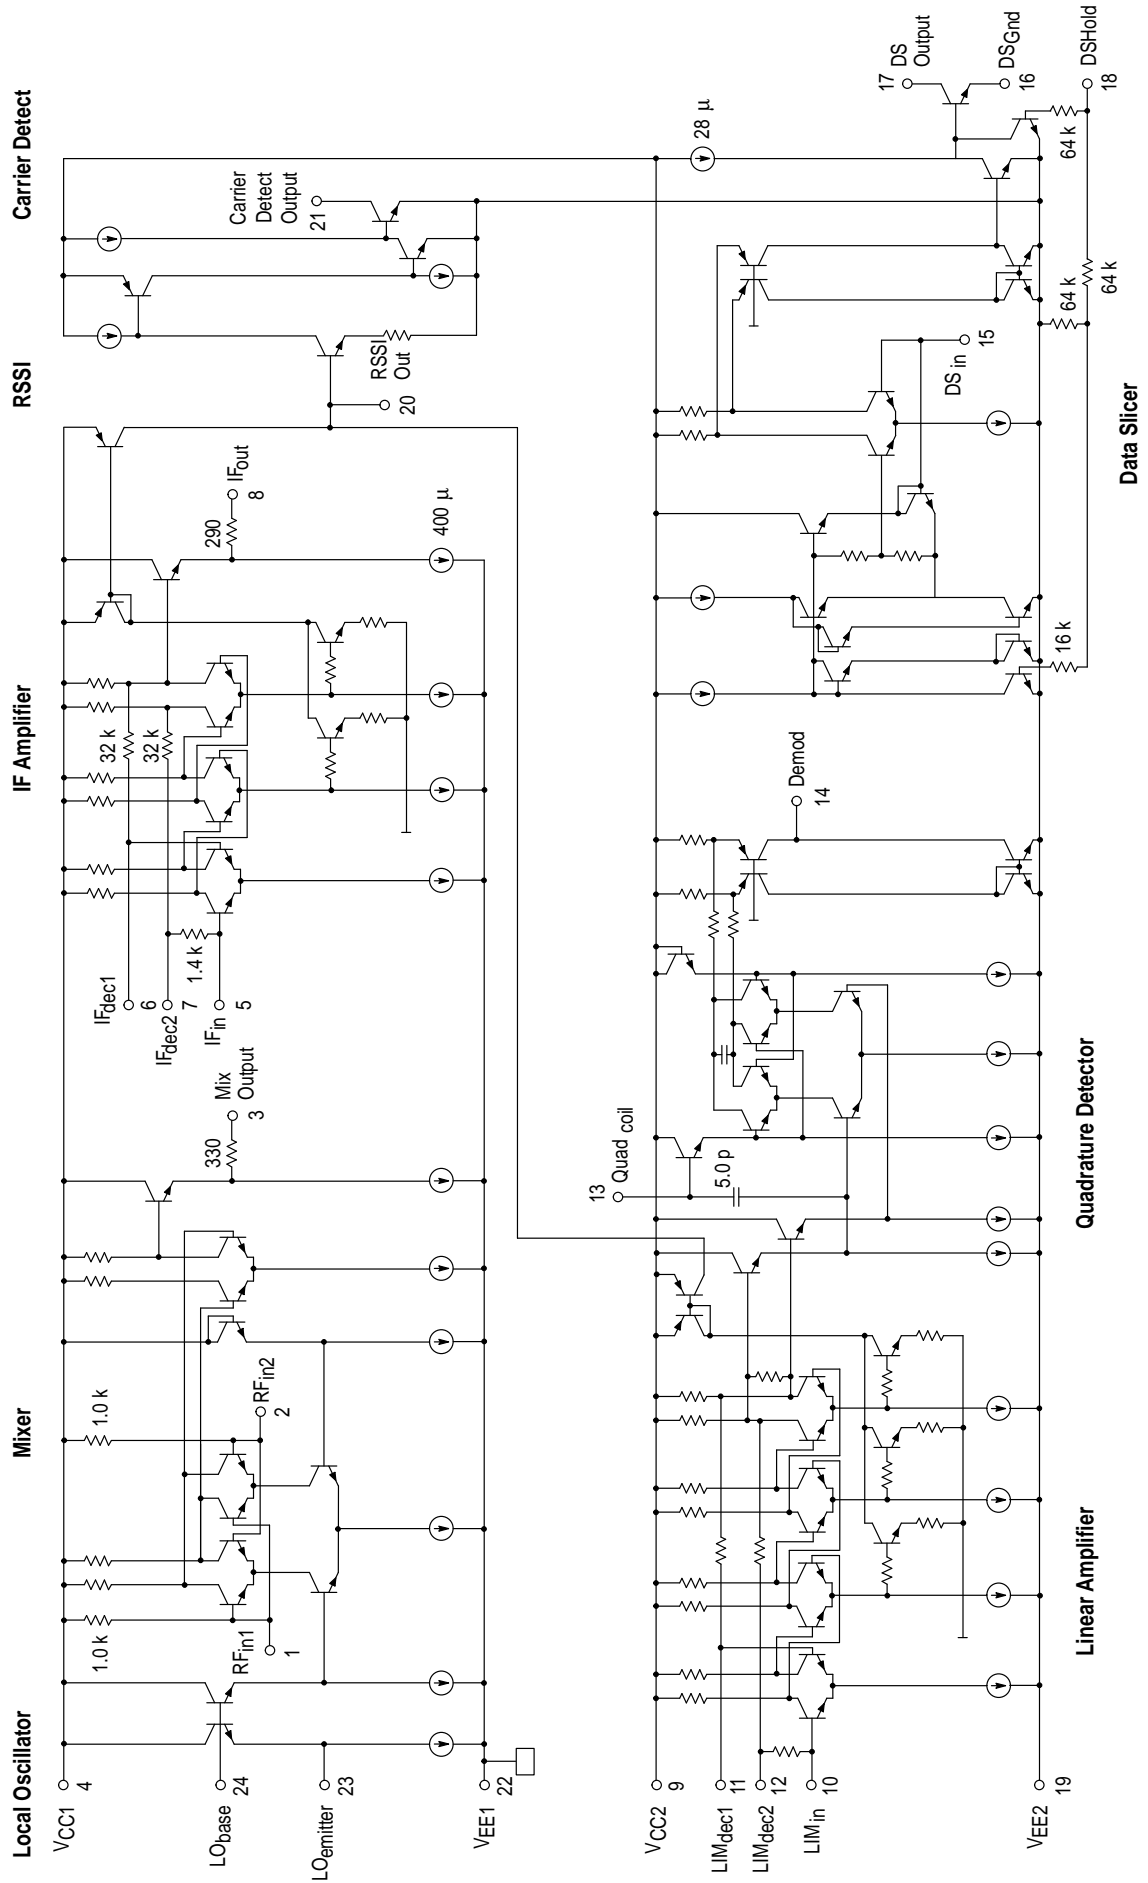 Local Oscillator
Mixer
IF Amplifier
RSSI
Carrier Detect
VCC1
4
LObase
24
LOemitter
23
VEE1
22
1.0 k
1.0 k
RFin1
1
RFin2
2
330
Mix
Output
3
IFdec1
6
IFdec2
7
1.4 k
IFin
5
32 k
32 k
290
IFout
8
400 µ
RSSI
Out
20
Carrier
Detect
Output
21
VCC2
9
LIMdec1
11
LIMdec2
12
LIMin
10
VEE2
19
13
Quad coil
5.0 p
Demod
14
16 k
DS in
15
64 k
64 k
64 k
28 µ
17
DS
Output
DSGnd
16
DSHold
18
Linear Amplifier
Quadrature Detector
Data Slicer